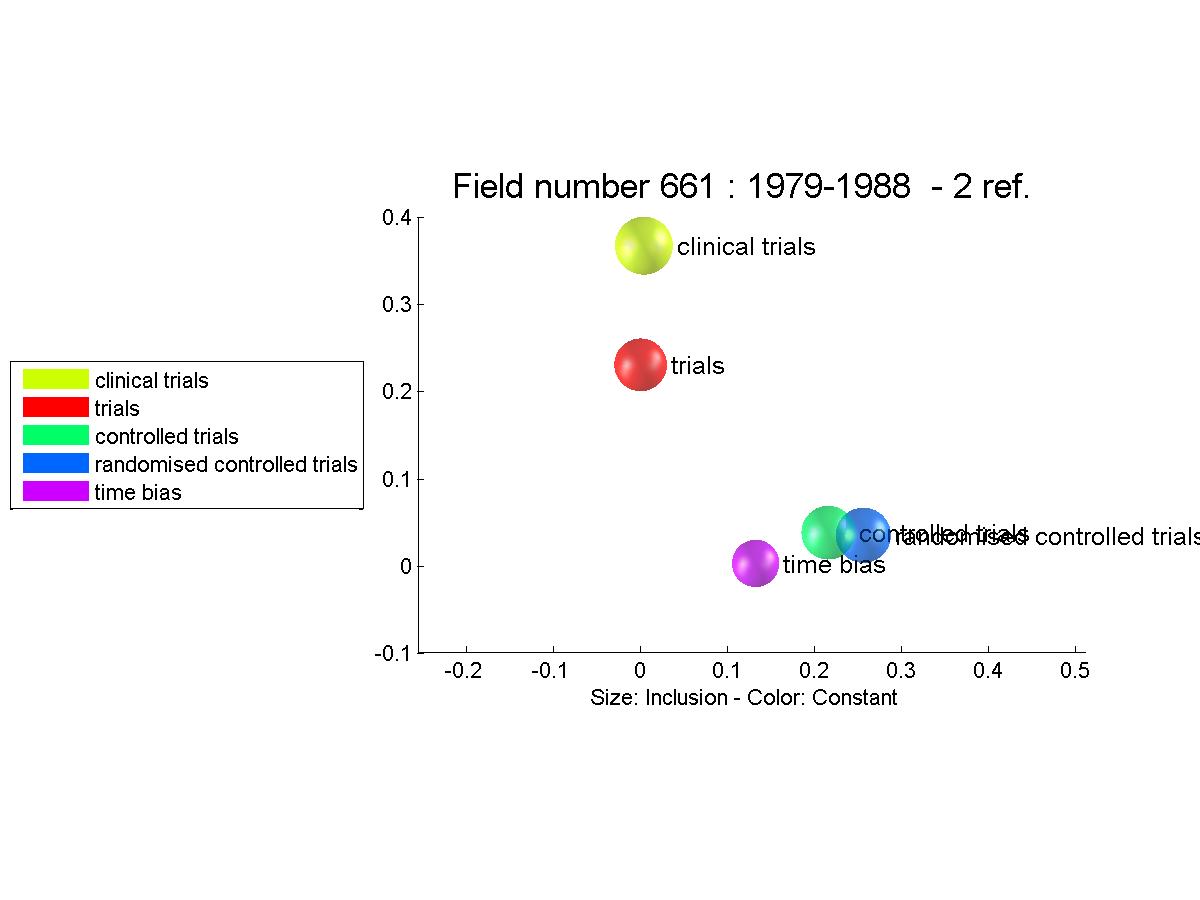 Field number 661 : 1979-1988  - 2 ref.
0.4
0.3
0.2
0.1
0
-0.1
clinical trials
trials
controlled trials
randomised controlled trials
time bias
clinical trials
trials
controlled trials
randomised controlled trials
time bias
-0.2
-0.1
0
0.1
0.2
0.3
0.4
0.5
Size: Inclusion - Color: Constant